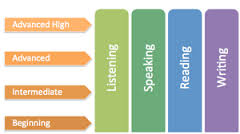 Advanced High
Advanced
Intermediate
Beginning
Listening
Speaking
Reading
Writing